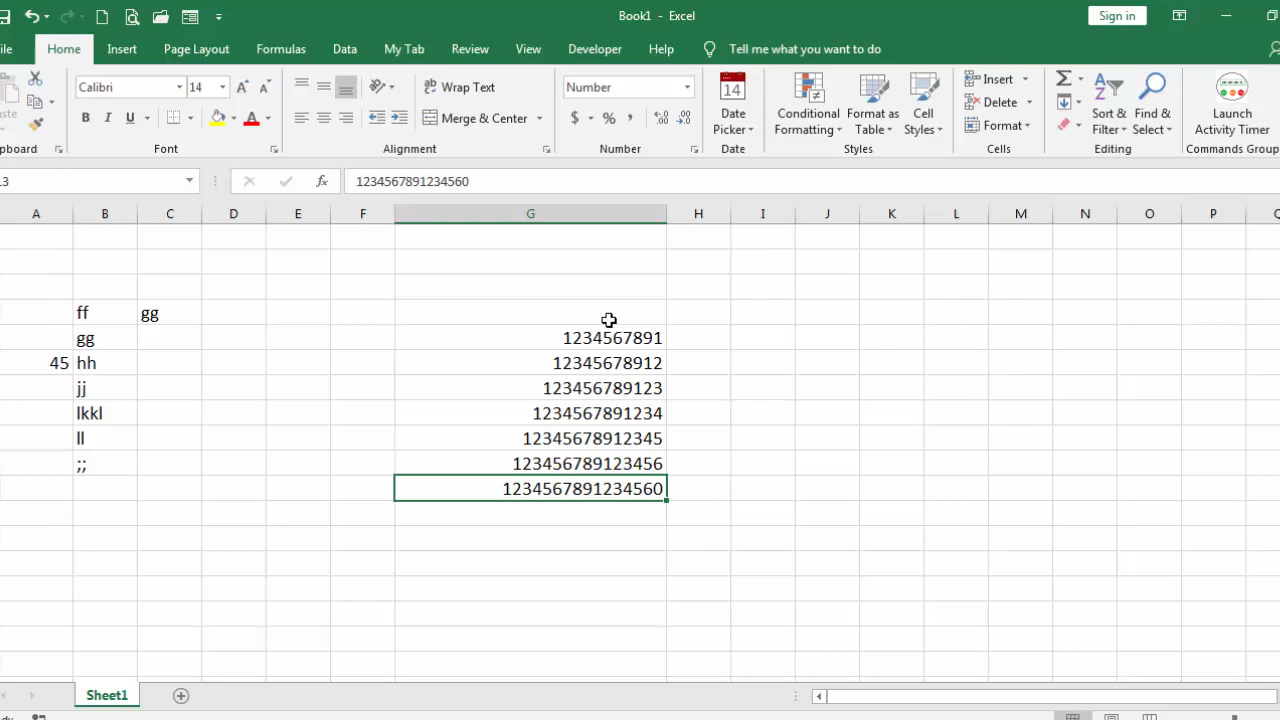 Book1 - Excel
Sign in
ile Home Insert Page Layout Formulas Data My Tab Review View Developer Help Tell me what you want to do
Calibri 14 Wrap Text Number Insert
14
Merge & Center Date Conditional Format as Cell Delete Sort & Find & Launch
B I U A $ % , Picker Formatting Table Styles Format Filter Select Activity Timer
pboard Font Alignment Number Date Styles Cells Editing Commands Group
fx 1234567891234560
A B C D E F G H I J K L M N O P
ff gg
gg 1234567891
45 hh 12345678912
jj 123456789123
lkkl 1234567891234
ll 12345678912345
;; 123456789123456
1234567891234560
Sheet1